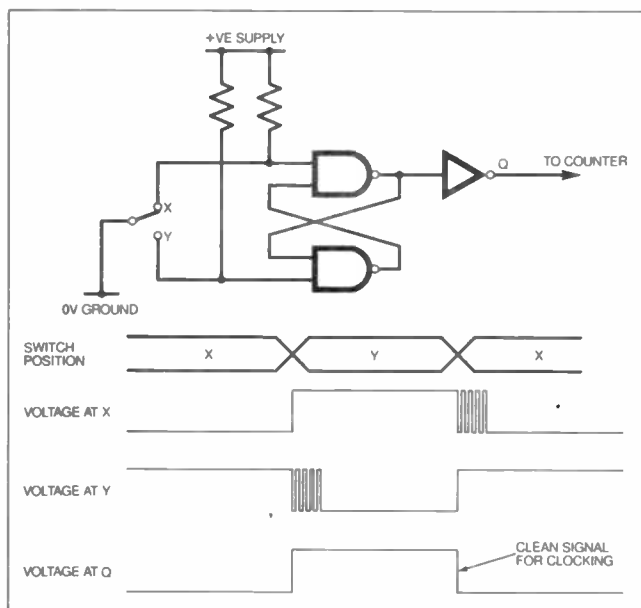 +VE SUPPLY
Q
TO COUNTER
X
Y
0V GROUND
SWITCH
POSITION
X
Y
X
VOLTAGE AT X
VOLTAGE AT Y
VOLTAGE AT Q
CLEAN SIGNAL
FOR CLOCKING